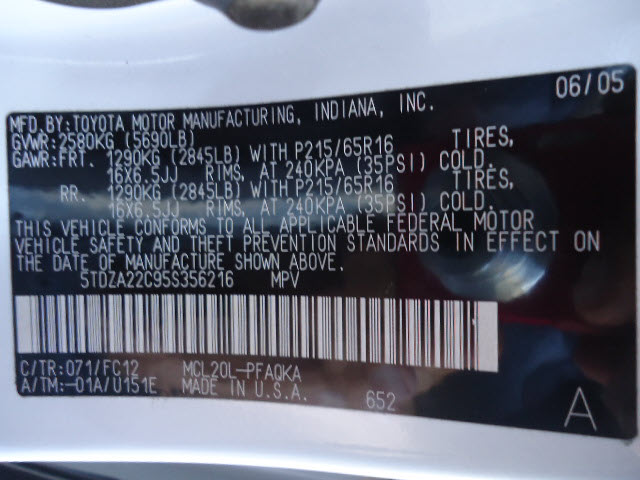 06/05
MFD.BY:TOYOTA MOTOR MANUFACTURING, INDIANA, INC.
GVWR:2580KG (5690LB)
GAWR:FRT. 1290KG (2845LB) WITH P215/65R16 TIRES,
16X6.5JJ RIMS, AT 240KPA (35PSI) COLD.
RR. 1290KG (2845LB) WITH P215/65R16 TIRES,
16X6.5JJ RIMS, AT 240KPA (35PSI) COLD.
THIS VEHICLE CONFORMS TO ALL APPLICABLE FEDERAL MOTOR
VEHICLE SAFETY AND THEFT PREVENTION STANDARDS IN EFFECT ON
THE DATE OF MANUFACTURE SHOWN ABOVE.
5TDZA22C95S356216 MPV
C/TR:071/FC12 MCL20L-PFAQKA
A/TM:-01A/U151E MADE IN U.S.A.
652
A